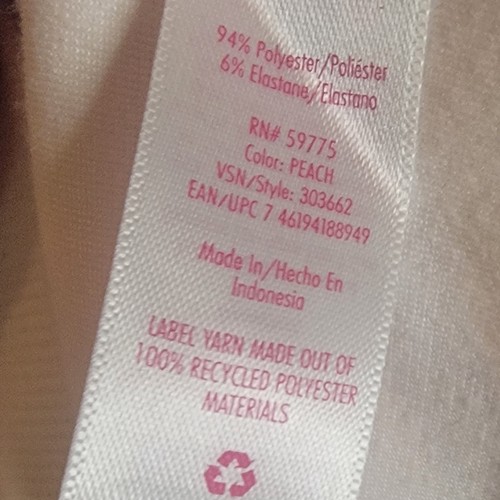 94% Polyester/Poliéster
6% Elastane/Elastano
RN# 59775
Color: PEACH
VSN/Style: 303662
EAN/UPC 7 46194188949
Made In/Hecho En
Indonesia
LABEL YARN MADE OUT OF
100% RECYCLED POLYESTER
MATERIALS